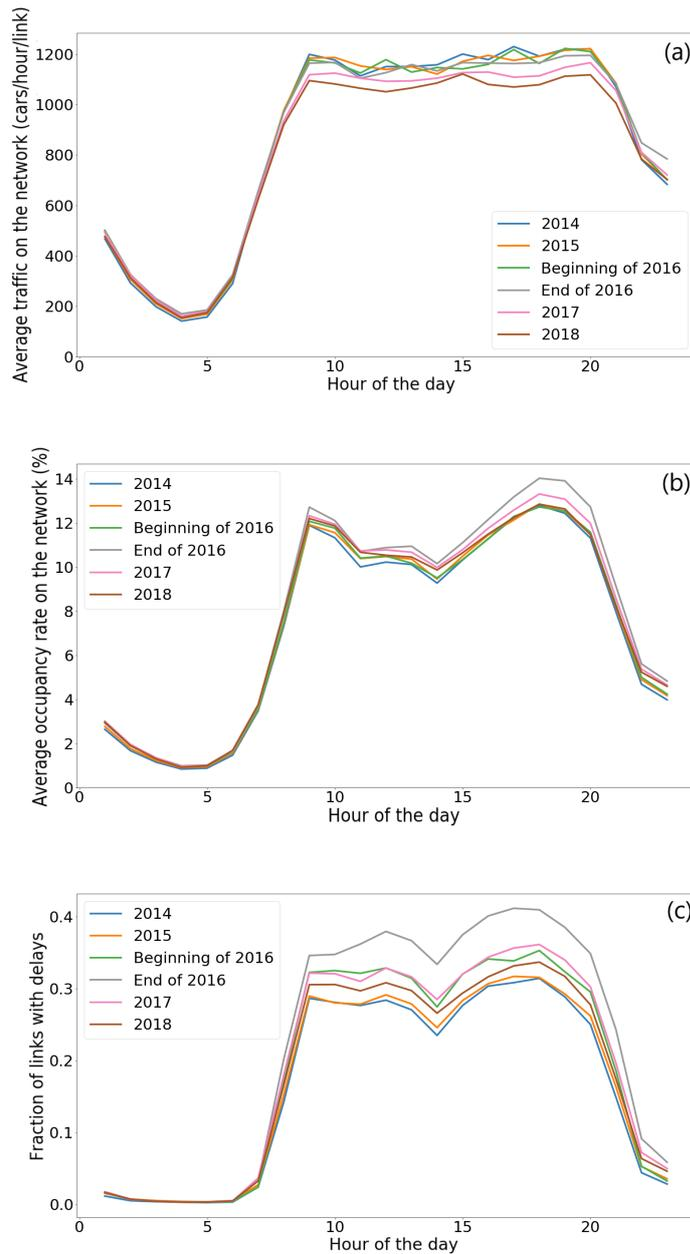 (a)
Average traffic on the network (cars/hour/link)
1200
1000
800
600
400
200
0
2014
2015
Beginning of 2016
End of 2016
2017
2018
0 5 10 15 20
Hour of the day
(b)
Average occupancy rate on the network (%)
14
12
10
8
6
4
2
0
2014
2015
Beginning of 2016
End of 2016
2017
2018
0 5 10 15 20
Hour of the day
(c)
Fraction of links with delays
0.4
0.3
0.2
0.1
0.0
2014
2015
Beginning of 2016
End of 2016
2017
2018
0 5 10 15 20
Hour of the day